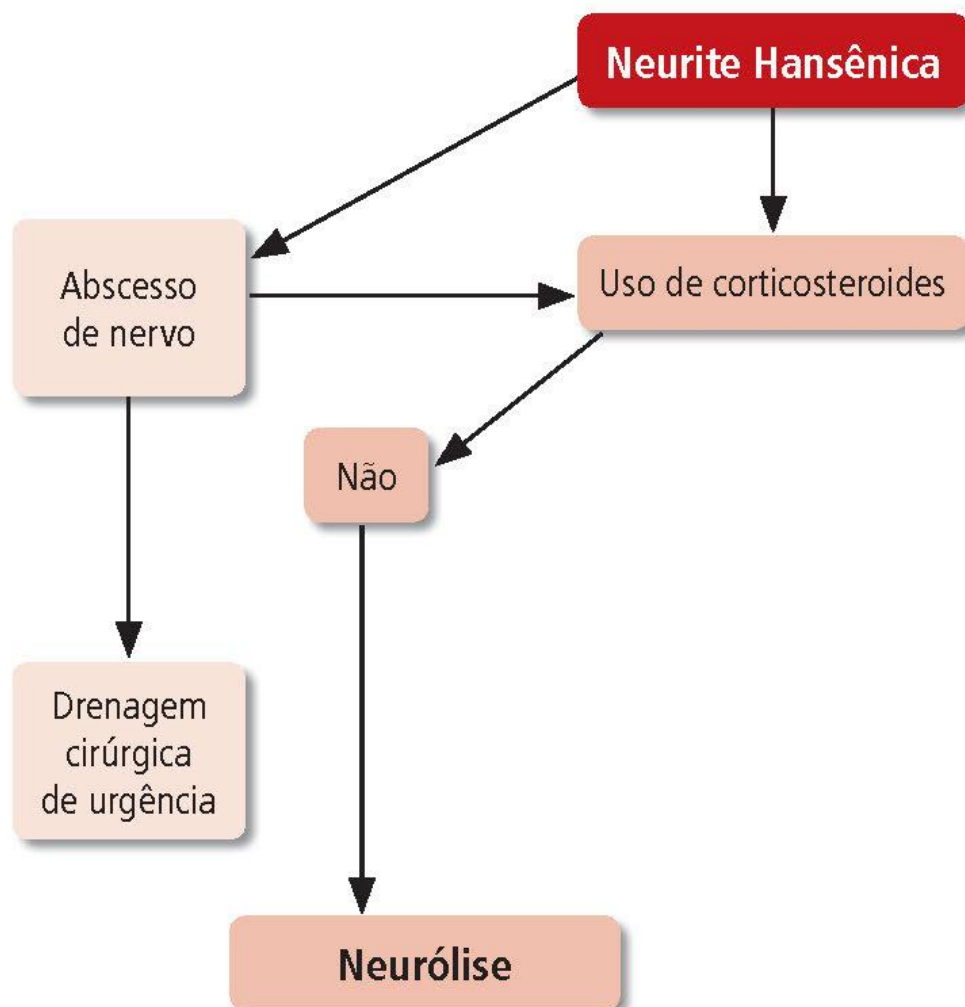 Neurite Hansênica
Abscesso
de nervo
Uso de corticosteroides
Não
Drenagem
cirúrgica
de urgência
Neurólise